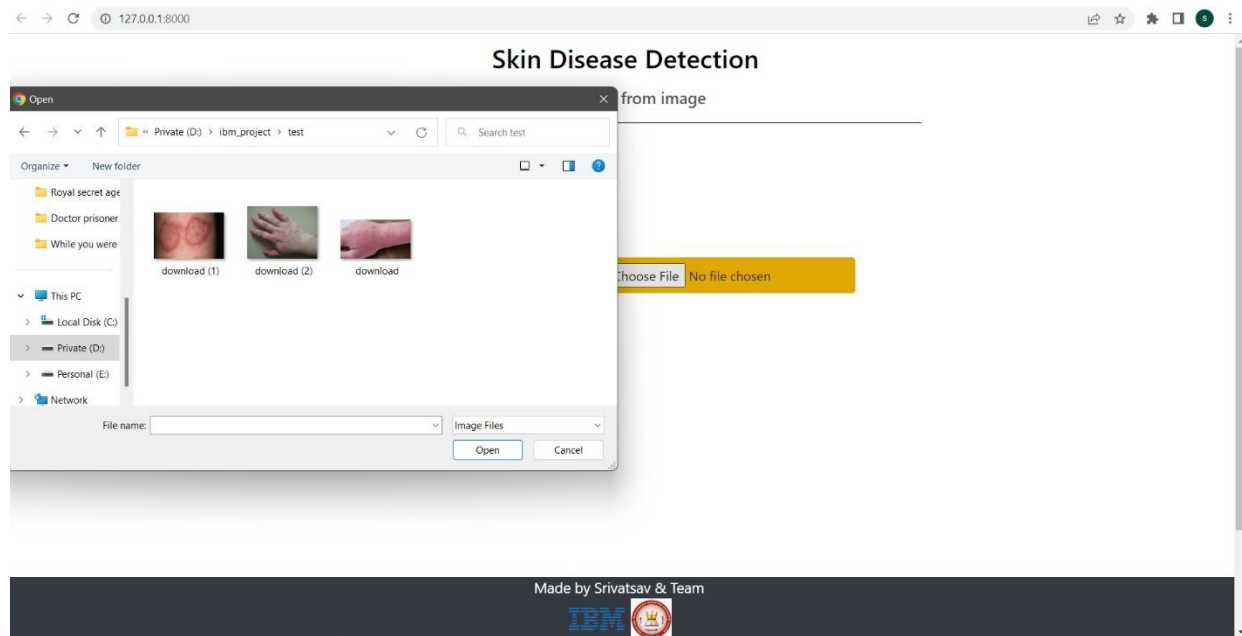 127.0.0.1:8000
S
Skin Disease Detection
from image
Open
« Private (D:) › ibm_project › test
Search test
Organize
New folder
Royal secret age
Doctor prisoner
While you were
This PC
Local Disk (C:)
Private (D:)
Personal (E:)
Network
download (1)
download (2)
download
Choose File No file chosen
File name:
Image Files
Open
Cancel
Made by Srivatsav & Team
IBM